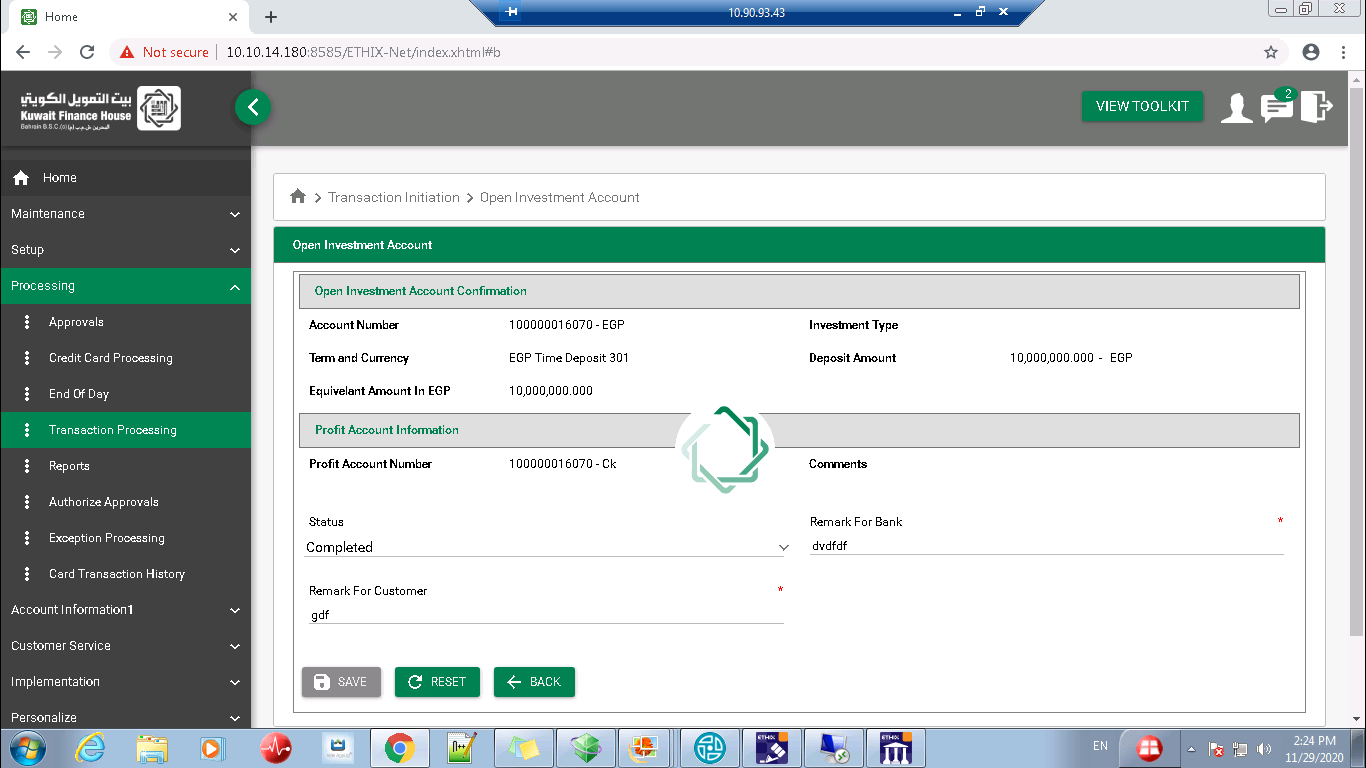 Home
10.90.93.43
Not secure
10.10.14.180:8585/ETHIX-Net/index.xhtml#b
بيت التمويل الكويتي
Kuwait Finance House
VIEW TOOLKIT
2
Home
Maintenance
Setup
Processing
Approvals
Credit Card Processing
End Of Day
Transaction Processing
Reports
Authorize Approvals
Exception Processing
Card Transaction History
Account Information1
Customer Service
Implementation
Personalize
Transaction Initiation
Open Investment Account
Open Investment Account
Open Investment Account Confirmation
Account Number 100000016070 - EGP Investment Type
Term and Currency EGP Time Deposit 301 Deposit Amount 10,000,000.000 - EGP
Equivelant Amount In EGP 10,000,000.000
Profit Account Information
Profit Account Number 100000016070 - Ck Comments
Status Remark For Bank *
Completed dvdfdf
Remark For Customer *
gdf
SAVE RESET BACK
ETHIX
ETHIX
EN
2:24 PM
11/29/2020